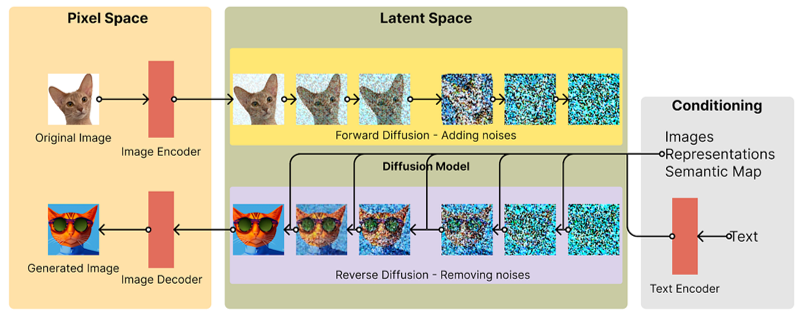 Pixel Space
Latent Space
Original Image
Image Encoder
Forward Diffusion - Adding noises
Conditioning
Images
Representations
Semantic Map
Diffusion Model
Generated Image
Image Decoder
Reverse Diffusion - Removing noises
Text
Text Encoder